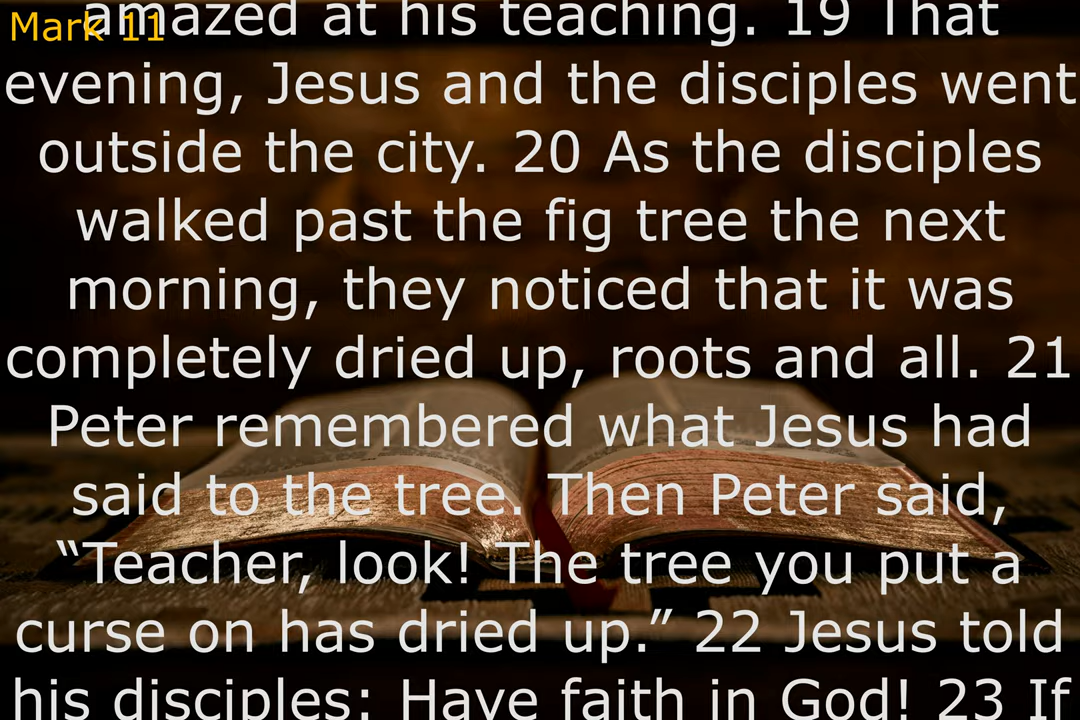 Mark 11
amazed at his teaching. 19 That
evening, Jesus and the disciples went
outside the city. 20 As the disciples
walked past the fig tree the next
morning, they noticed that it was
completely dried up, roots and all. 21
Peter remembered what Jesus had
said to the tree. Then Peter said,
“Teacher, look! The tree you put a
curse on has dried up.” 22 Jesus told
his disciples: Have faith in God! 23 If